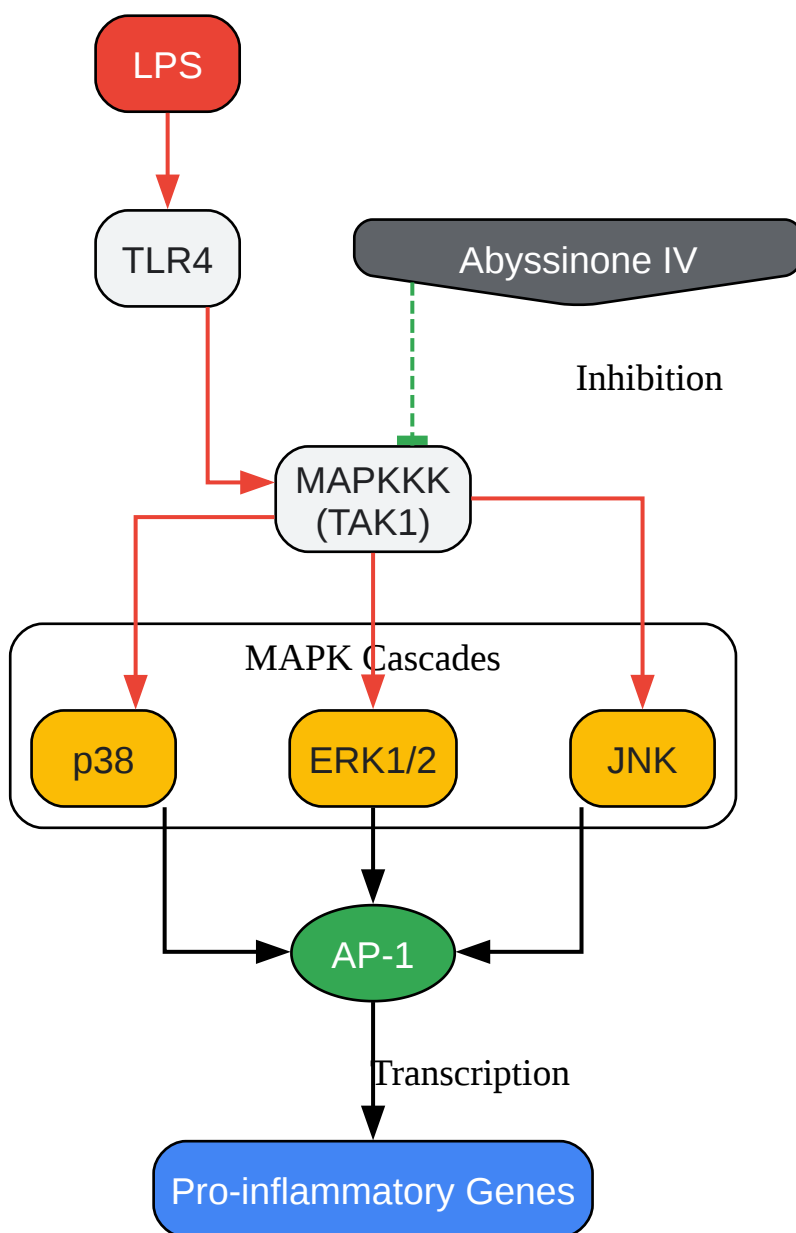 LPS
TLR4
Abyssinone IV
Inhibition
MAPKKK
(TAK1)
MAPK Cascades
p38
ERK1/2
JNK
AP-1
Transcription
Pro-inflammatory Genes